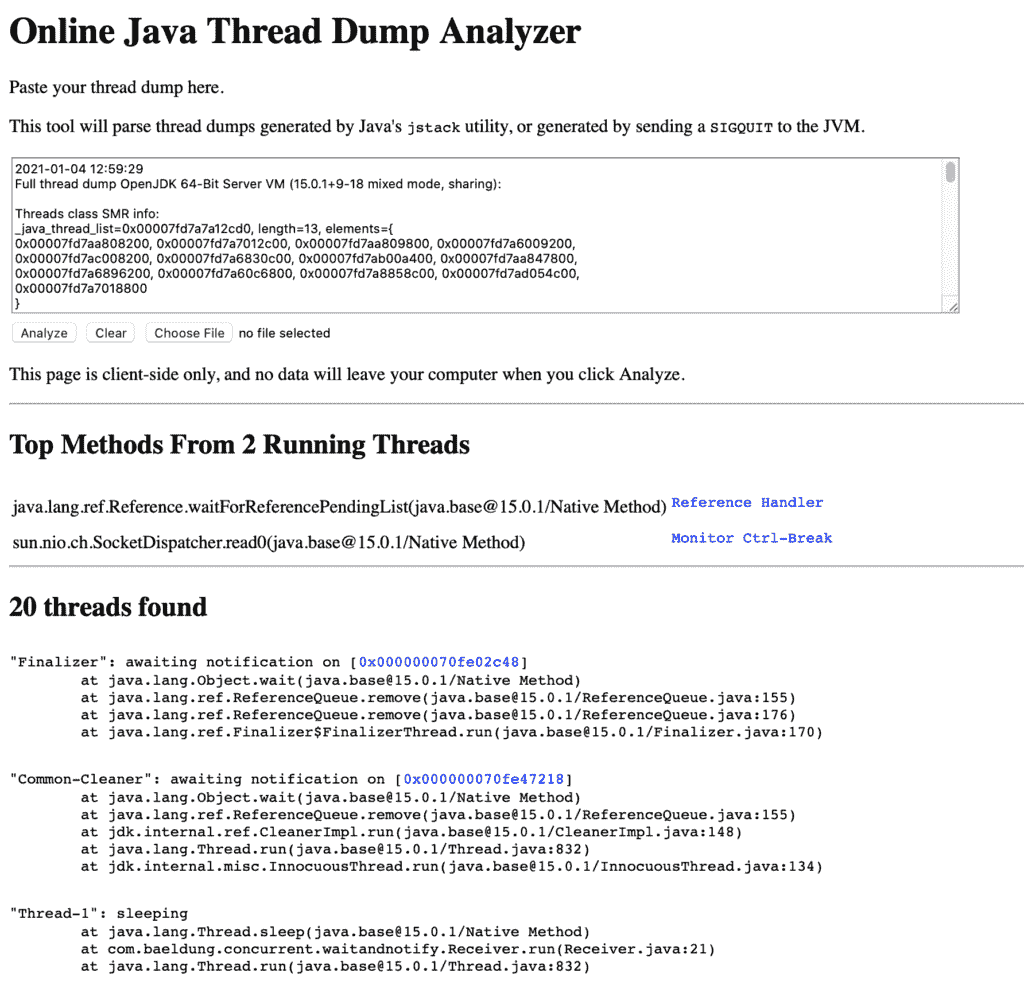 Online Java Thread Dump Analyzer
Paste your thread dump here.
This tool will parse thread dumps generated by Java's jstack utility, or generated by sending a SIGQUIT to the JVM.
2021-01-04 12:59:29
Full thread dump OpenJDK 64-Bit Server VM (15.0.1+9-18 mixed mode, sharing):
Threads class SMR info:
_java_thread_list=0x00007fd7a7a12cd0, length=13, elements={
0x00007fd7aa808200, 0x00007fd7a7012c00, 0x00007fd7aa809800, 0x00007fd7a6009200,
0x00007fd7ac008200, 0x00007fd7a6830c00, 0x00007fd7ab00a400, 0x00007fd7aa847800,
0x00007fd7a6896200, 0x00007fd7a60c6800, 0x00007fd7a8858c00, 0x00007fd7ad054c00,
0x00007fd7a7018800
}
Analyze Clear Choose File no file selected
This page is client-side only, and no data will leave your computer when you click Analyze.
Top Methods From 2 Running Threads
java.lang.ref.Reference.waitForReferencePendingList(java.base@15.0.1/Native Method) Reference Handler
sun.nio.ch.SocketDispatcher.read0(java.base@15.0.1/Native Method) Monitor Ctrl-Break
20 threads found
"Finalizer": awaiting notification on [0x000000070fe02c48]
at java.lang.Object.wait(java.base@15.0.1/Native Method)
at java.lang.ref.ReferenceQueue.remove(java.base@15.0.1/ReferenceQueue.java:155)
at java.lang.ref.ReferenceQueue.remove(java.base@15.0.1/ReferenceQueue.java:176)
at java.lang.ref.Finalizer$FinalizerThread.run(java.base@15.0.1/Finalizer.java:170)
"Common-Cleaner": awaiting notification on [0x000000070fe47218]
at java.lang.Object.wait(java.base@15.0.1/Native Method)
at java.lang.ref.ReferenceQueue.remove(java.base@15.0.1/ReferenceQueue.java:155)
at jdk.internal.ref.CleanerImpl.run(java.base@15.0.1/CleanerImpl.java:148)
at java.lang.Thread.run(java.base@15.0.1/Thread.java:832)
at jdk.internal.misc.InnocuousThread.run(java.base@15.0.1/InnocuousThread.java:134)
"Thread-1": sleeping
at java.lang.Thread.sleep(java.base@15.0.1/Native Method)
at com.baeldung.concurrent.waitandnotify.Receiver.run(Receiver.java:21)
at java.lang.Thread.run(java.base@15.0.1/Thread.java:832)